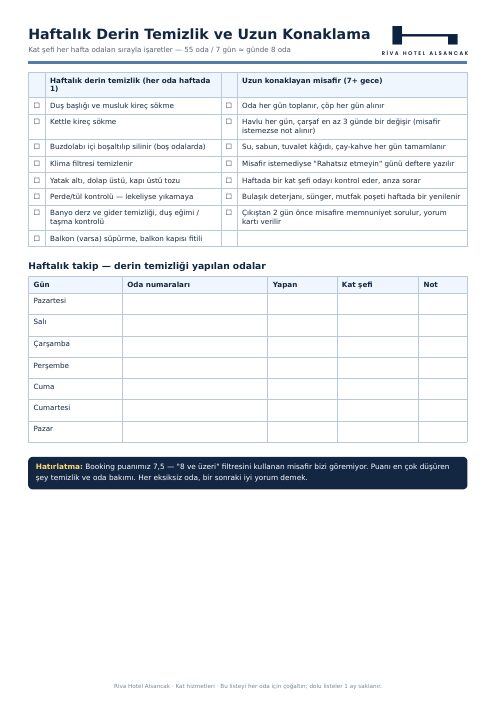 Haftalık Derin Temizlik ve Uzun Konaklama
Kat şefi her hafta odaları sırayla işaretler — 55 oda / 7 gün ≈ günde 8 oda
RİVA HOTEL ALSANCAK
Haftalık derin temizlik (her oda haftada
1)
Uzun konaklayan misafir (7+ gece)
☐ Duş başlığı ve musluk kireç sökme
☐ Oda her gün toplanır, çöp her gün alınır
☐ Kettle kireç sökme
☐ Havlu her gün, çarşaf en az 3 günde bir değişir (misafir
istemezse not alınır)
☐ Buzdolabı içi boşaltılıp silinir (boş odalarda)
☐ Su, sabun, tuvalet kâğıdı, çay-kahve her gün tamamlanır
☐ Klima filtresi temizlenir
☐ Misafir istemediyse "Rahatsız etmeyin" günü deftere yazılır
☐ Yatak altı, dolap üstü, kapı üstü tozu
☐ Haftada bir kat şefi odayı kontrol eder, arıza sorar
☐ Perde/tül kontrolü — lekeliyse yıkamaya
☐ Bulaşık deterjanı, sünger, mutfak poşeti haftada bir yenilenir
☐ Banyo derz ve gider temizliği, duş eğimi /
taşma kontrolü
☐ Çıkıştan 2 gün önce misafire memnuniyet sorulur, yorum
kartı verilir
☐ Balkon (varsa) süpürme, balkon kapısı fitili
Haftalık takip — derin temizliği yapılan odalar
Gün Oda numaraları Yapan Kat şefi Not
Pazartesi
Salı
Çarşamba
Perşembe
Cuma
Cumartesi
Pazar
Hatırlatma: Booking puanımız 7,5 — "8 ve üzeri" filtresini kullanan misafir bizi göremiyor. Puanı en çok düşüren
şey temizlik ve oda bakımı. Her eksiksiz oda, bir sonraki iyi yorum demek.
Riva Hotel Alsancak · Kat hizmetleri · Bu listeyi her oda için çoğaltın; dolu listeler 1 ay saklanır.